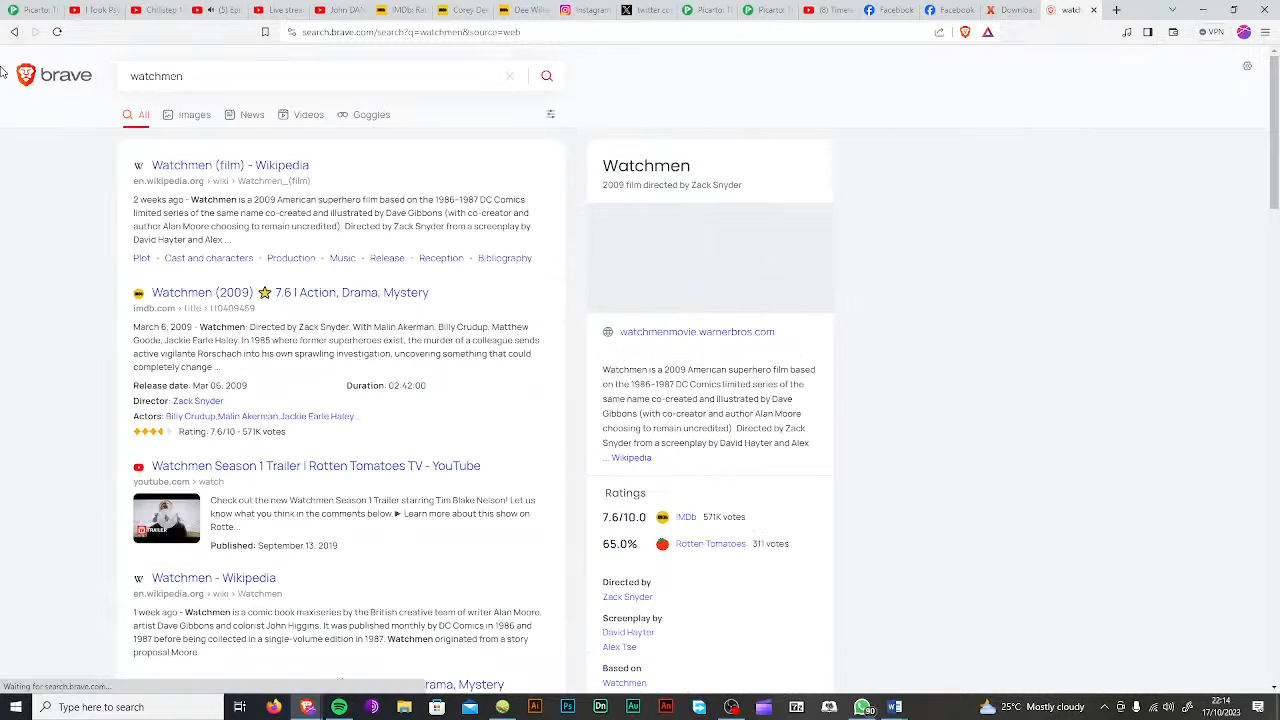 Picarto.T
I took Pa
Chillest 1
(5) Epi
Live strea
John DiMa
IMDb: Rat
Corey De
Dee Wilki
Instagram
twitter.co
Picarto.T
Picarto.T
(8) Timel
Facebook
Facebook
Downloa
watch
search.brave.com/search?q=watchmen&source=web
VPN
brave
watchmen
All Images News Videos Goggles
Watchmen (film) - Wikipedia
en.wikipedia.org › wiki › Watchmen_(film)
2 weeks ago - Watchmen is a 2009 American superhero film based on the 1986–1987 DC Comics
limited series of the same name co-created and illustrated by Dave Gibbons (with co-creator and
author Alan Moore choosing to remain uncredited). Directed by Zack Snyder from a screenplay by
David Hayter and Alex ...
Plot • Cast and characters • Production • Music • Release • Reception • Bibliography
Watchmen (2009) ⭐ 7.6 | Action, Drama, Mystery
imdb.com › title › tt0409459
March 6, 2009 - Watchmen: Directed by Zack Snyder. With Malin Akerman, Billy Crudup, Matthew
Goode, Jackie Earle Haley. In 1985 where former superheroes exist, the murder of a colleague sends
active vigilante Rorschach into his own sprawling investigation, uncovering something that could
completely change ...
Release date: Mar 06, 2009 Duration: 02:42:00
Director: Zack Snyder
Actors: Billy Crudup,Malin Akerman,Jackie Earle Haley...
Rating: 7.6/10 - 571K votes
Watchmen Season 1 Trailer | Rotten Tomatoes TV - YouTube
youtube.com › watch
TRAILER
Check out the new Watchmen Season 1 Trailer starring Tim Blake Nelson! Let us
know what you think in the comments below.► Learn more about this show on
Rotte...
Published: September 13, 2019
Watchmen - Wikipedia
en.wikipedia.org › wiki › Watchmen
1 week ago - Watchmen is a comic book maxiseries by the British creative team of writer Alan Moore,
artist Dave Gibbons and colorist John Higgins. It was published monthly by DC Comics in 1986 and
1987 before being collected in a single-volume edition in 1987. Watchmen originated from a story
proposal Moore
rama, Mystery
Watchmen
2009 film directed by Zack Snyder
watchmenmovie.warnerbros.com
Watchmen is a 2009 American superhero film based
on the 1986–1987 DC Comics limited series of the
same name co-created and illustrated by Dave
Gibbons (with co-creator and author Alan Moore
choosing to remain uncredited). Directed by Zack
Snyder from a screenplay by David Hayter and Alex
... Wikipedia
Ratings
7.6/10.0 IMDb 571K votes
65.0% Rotten Tomatoes 311 votes
Directed by
Zack Snyder
Screenplay by
David Hayter
Alex Tse
Based on
Watchmen,
Waiting for search.brave.com...
Type here to search
Ai
Ps
Dn
Au
An
90
25°C Mostly cloudy
22:14
17/10/2023